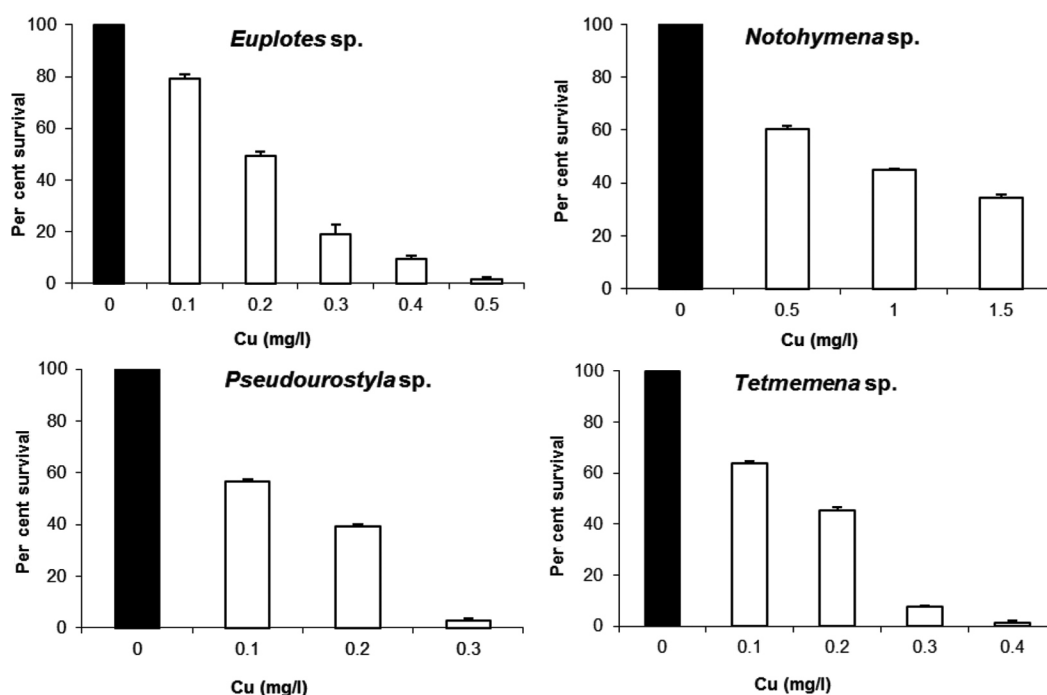 Euplotes sp.
Per cent survival
100
80
60
40
20
0
0 0.1 0.2 0.3 0.4 0.5
Cu (mg/l)
Notohymena sp.
Per cent survival
100
80
60
40
20
0
0 0.5 1 1.5
Cu (mg/l)
Pseudourostyla sp.
Per cent survival
100
80
60
40
20
0
0 0.1 0.2 0.3
Cu (mg/l)
Tetmemena sp.
Per cent survival
100
80
60
40
20
0
0 0.1 0.2 0.3 0.4
Cu (mg/l)